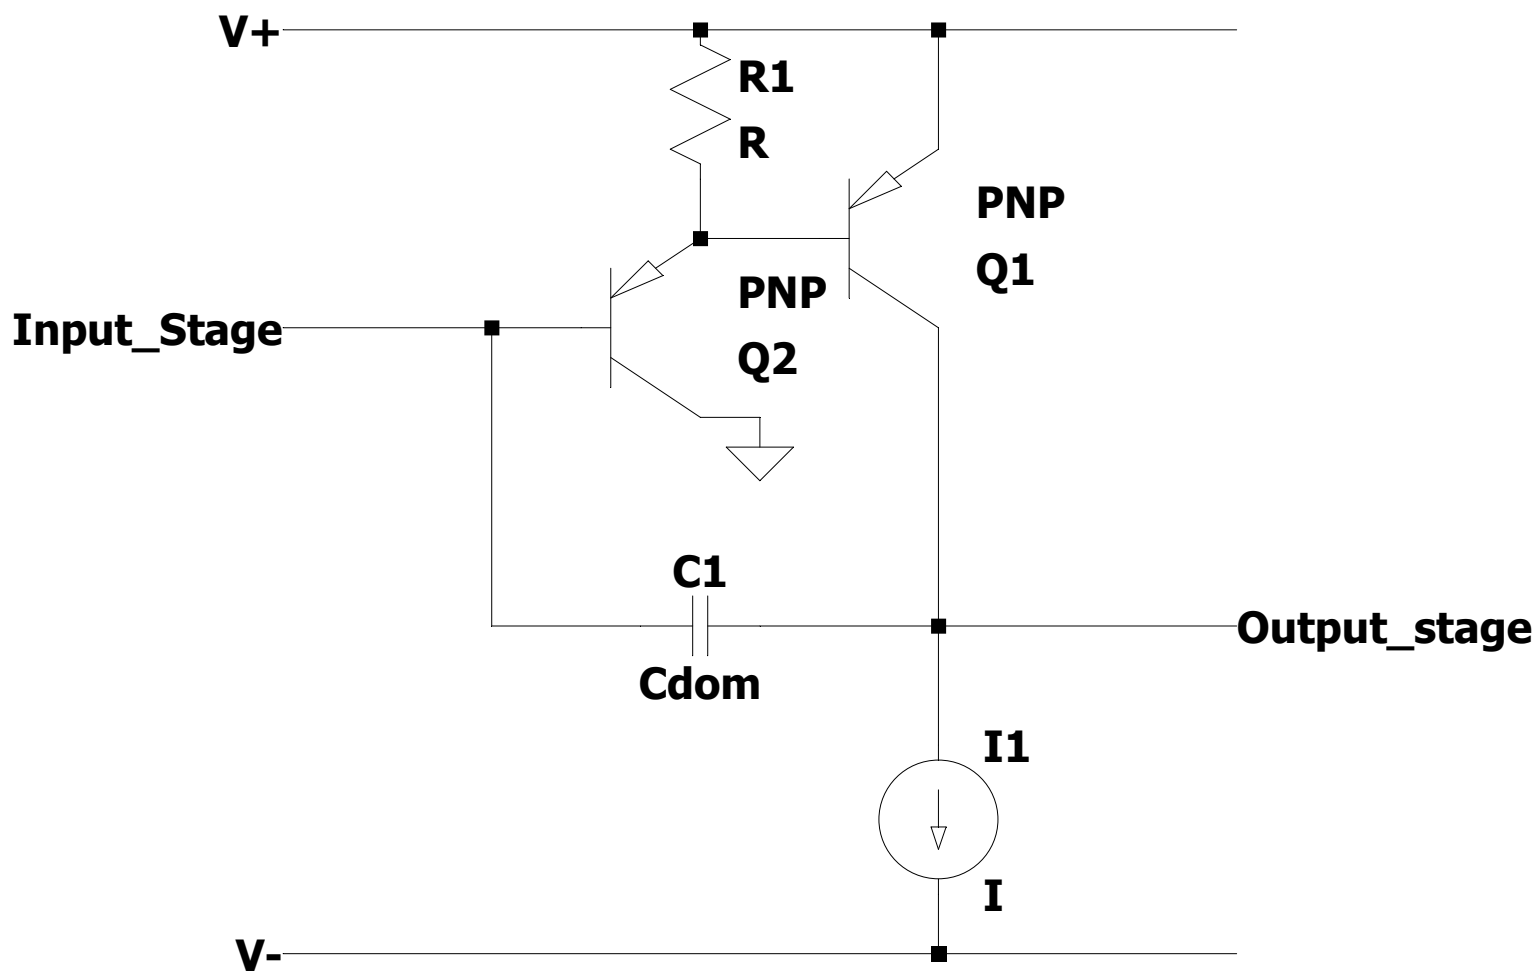 V+
R1
R
PNP
Q1
PNP
Q2
Input_Stage
C1
Cdom
Output_stage
I1
I
V-